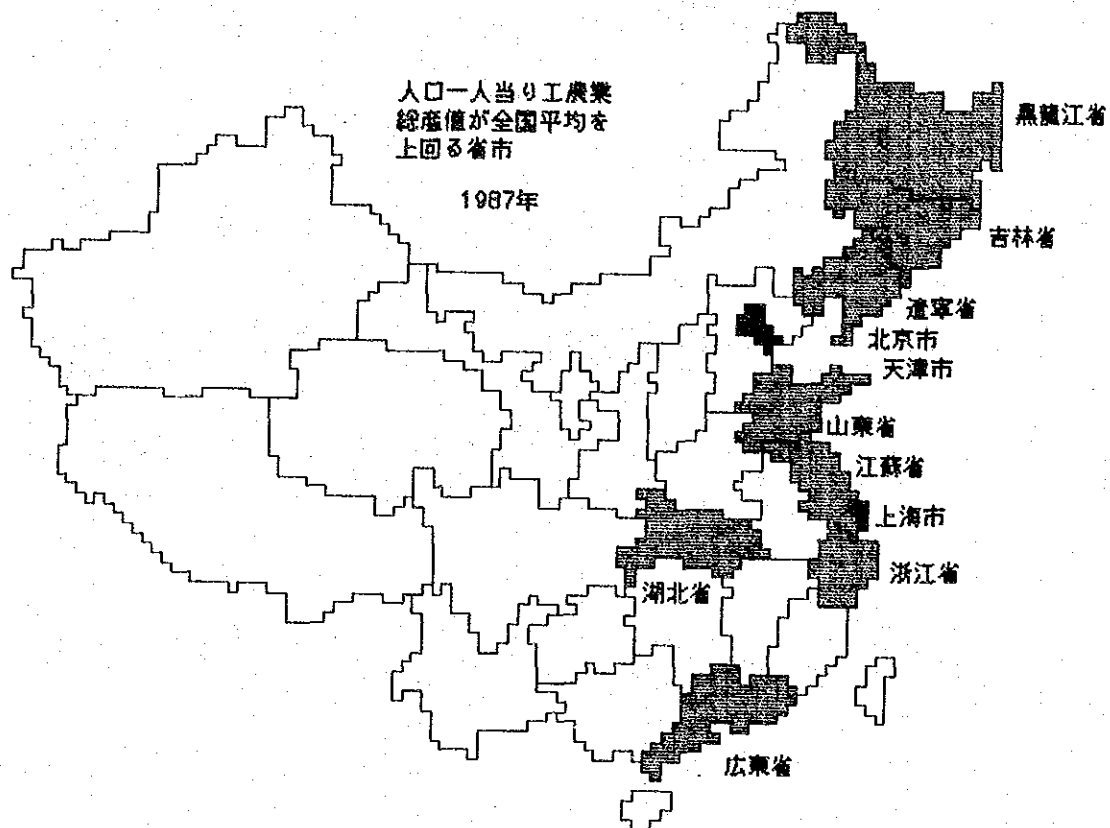 人口一人当り工農業
総産値が全国平均を
上回る省市
1987年
黒龍江省
吉林省
遼寧省
北京市
天津市
山東省
江蘇省
上海市
浙江省
湖北省
広東省